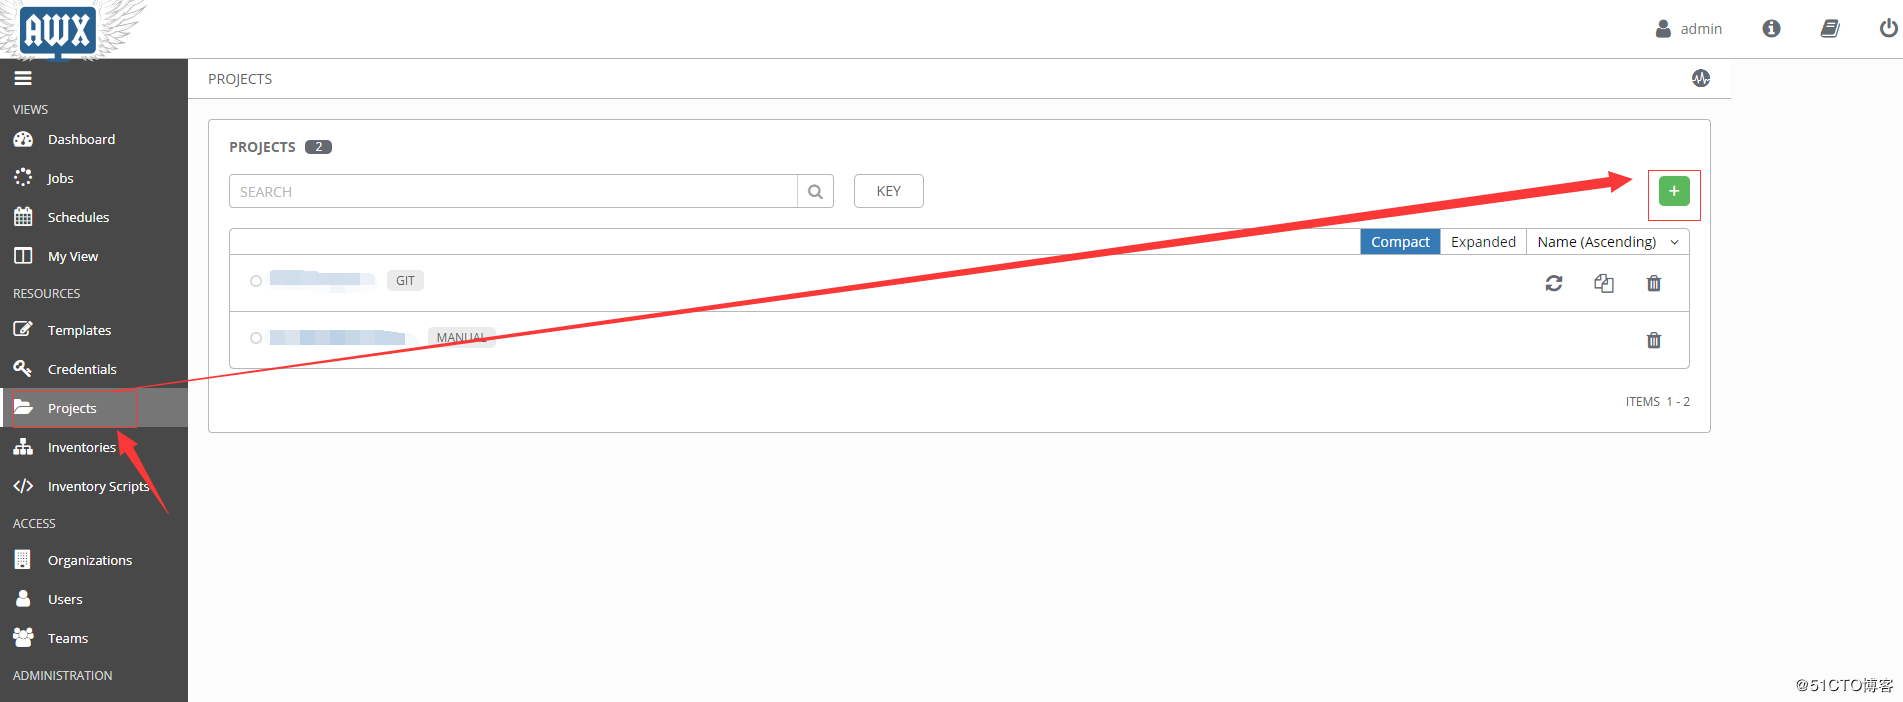 AWX
admin
PROJECTS
VIEWS
Dashboard
Jobs
Schedules
My View
RESOURCES
Templates
Credentials
Projects
Inventories
Inventory Scripts
ACCESS
Organizations
Users
Teams
ADMINISTRATION
PROJECTS 2
SEARCH
KEY
+
Compact Expanded Name (Ascending)
GIT
MANUAL
ITEMS 1 - 2
@51CTO博客